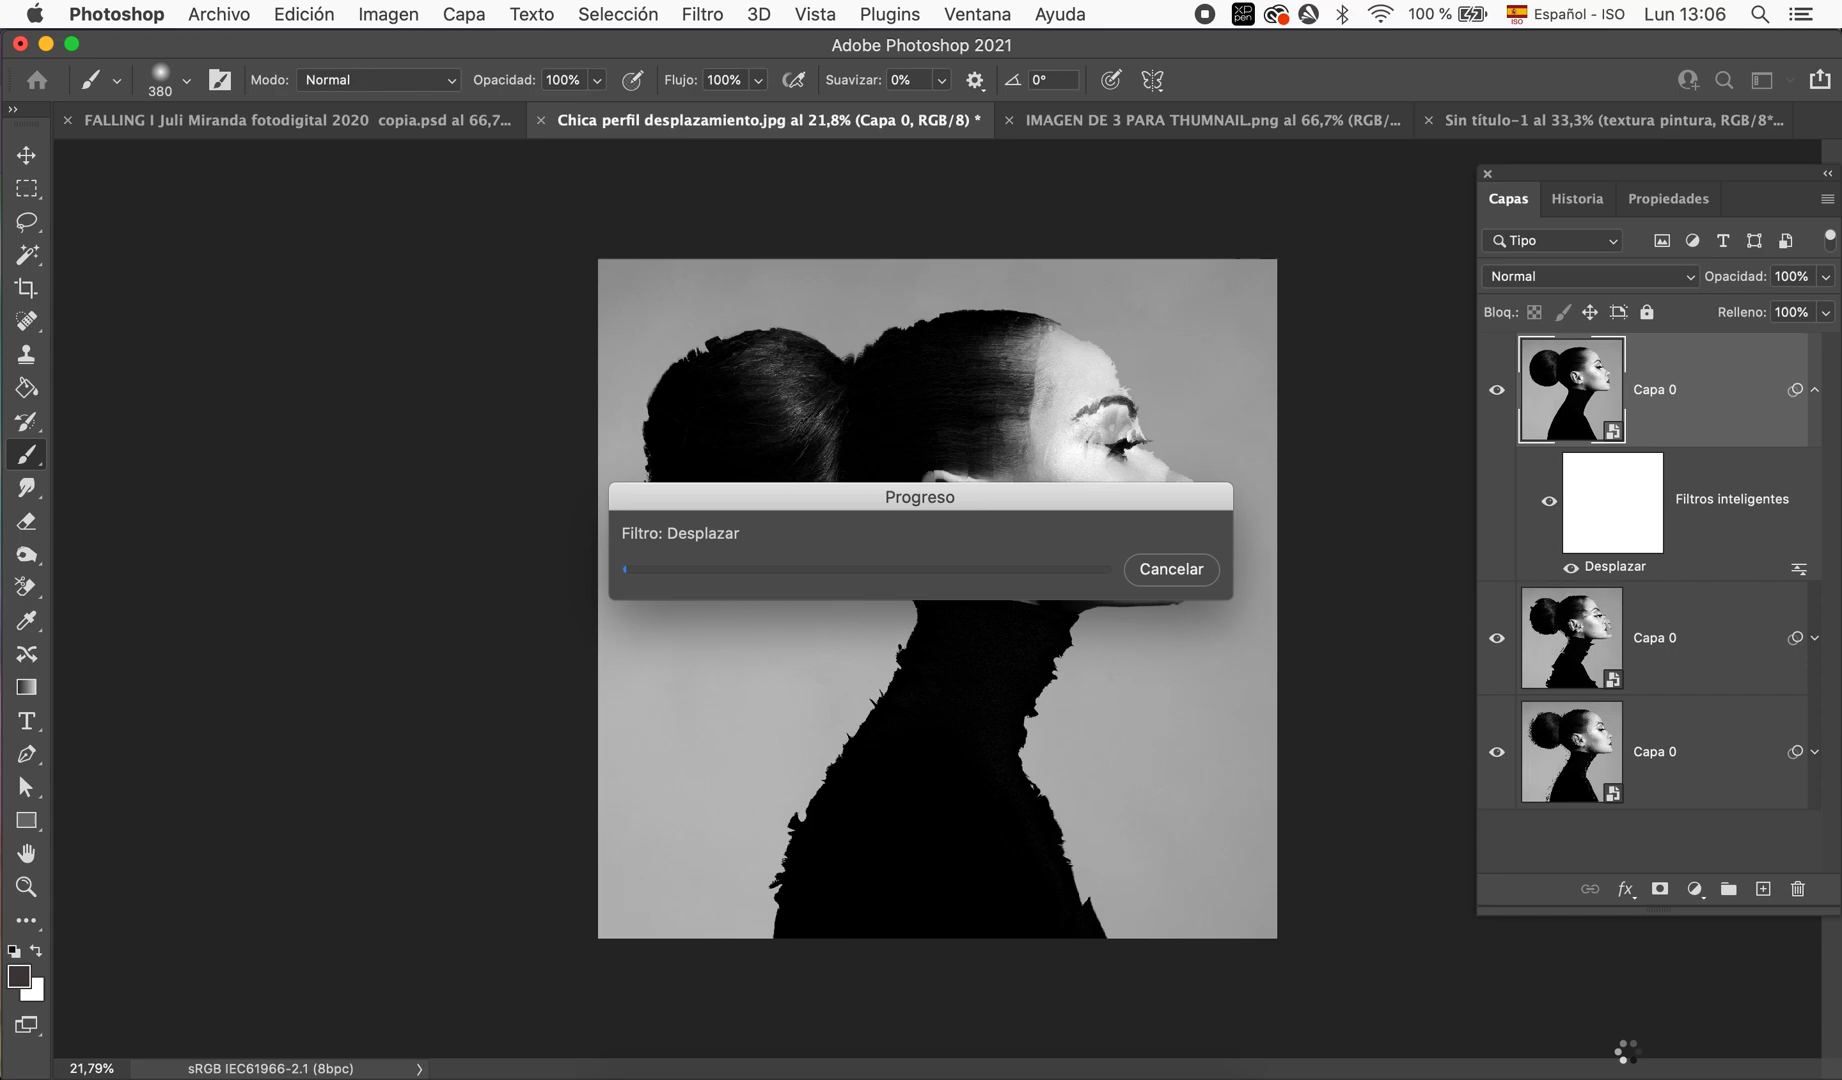 Photoshop Archivo Edición Imagen Capa Texto Selección Filtro 3D Vista Plugins Ventana Ayuda XP pen 100 % ISO Español - ISO Lun 13:06
Adobe Photoshop 2021
380 Modo: Normal Opacidad: 100% Flujo: 100% Suavizar: 0% 0°
FALLING I Juli Miranda fotodigital 2020 copia.psd al 66,7... Chica perfil desplazamiento.jpg al 21,8% (Capa 0, RGB/8) * IMAGEN DE 3 PARA THUMNAIL.png al 66,7% (RGB/... Sin título-1 al 33,3% (textura pintura, RGB/8*...
Capas Historia Propiedades
Tipo
Normal Opacidad: 100%
Bloq.: Relleno: 100%
Capa 0
Filtros inteligentes
Desplazar
Capa 0
Capa 0
Progreso
Filtro: Desplazar
Cancelar
21,79% sRGB IEC61966-2.1 (8bpc)